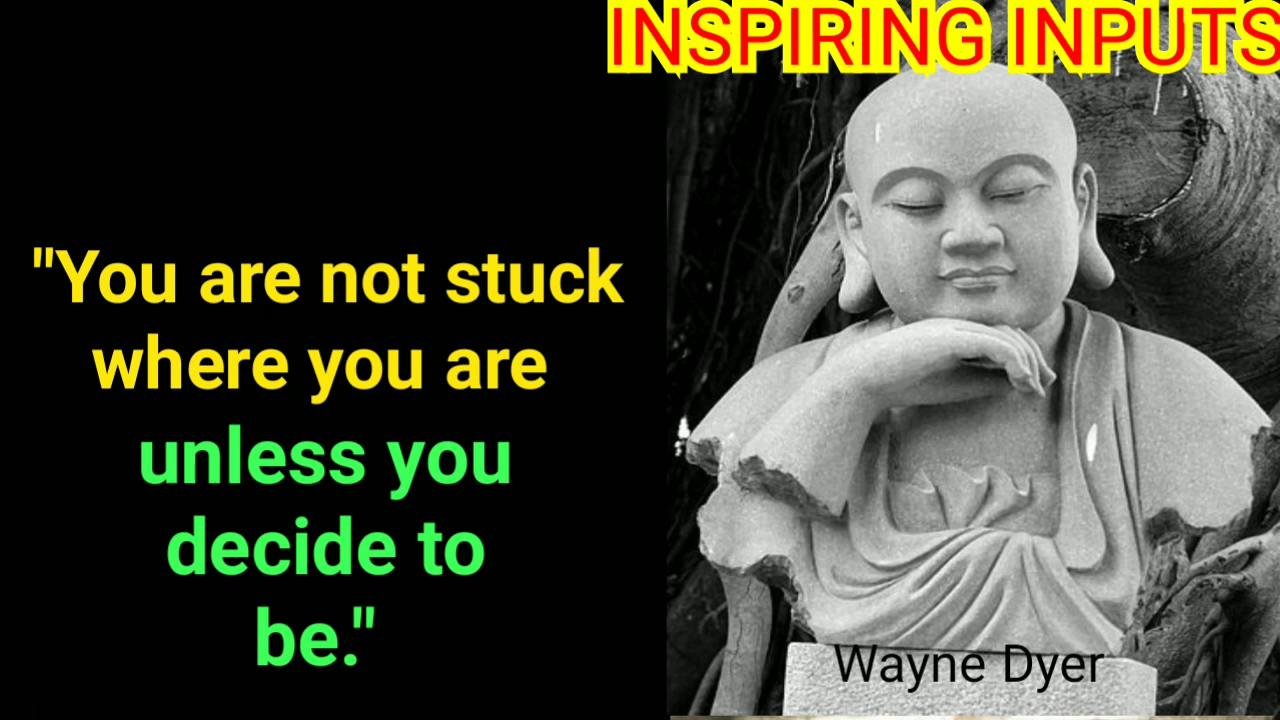 INSPIRING INPUTS
"You are not stuck
where you are
unless you
decide to
be."
Wayne Dyer